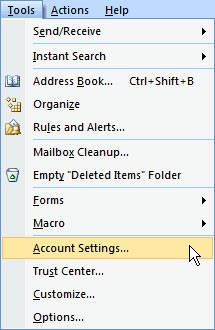 Tools Actions Help
Send/Receive
Instant Search
Address Book... Ctrl+Shift+B
Organize
Rules and Alerts...
Mailbox Cleanup...
Empty "Deleted Items" Folder
Forms
Macro
Account Settings...
Trust Center...
Customize...
Options...